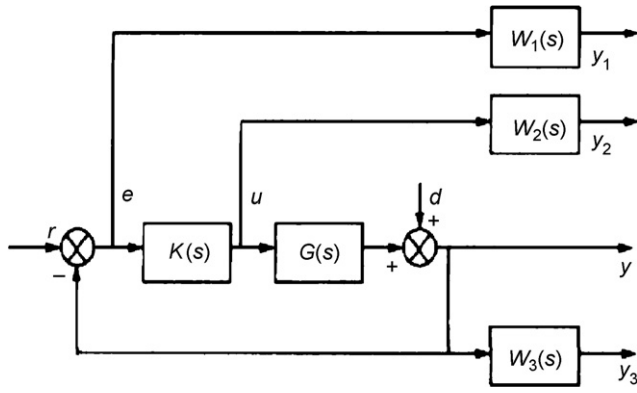 W₁(s)
y₁
W₂(s)
y₂
e
u
d
+
r
K(s)
G(s)
−
+
y
W₃(s)
y₃